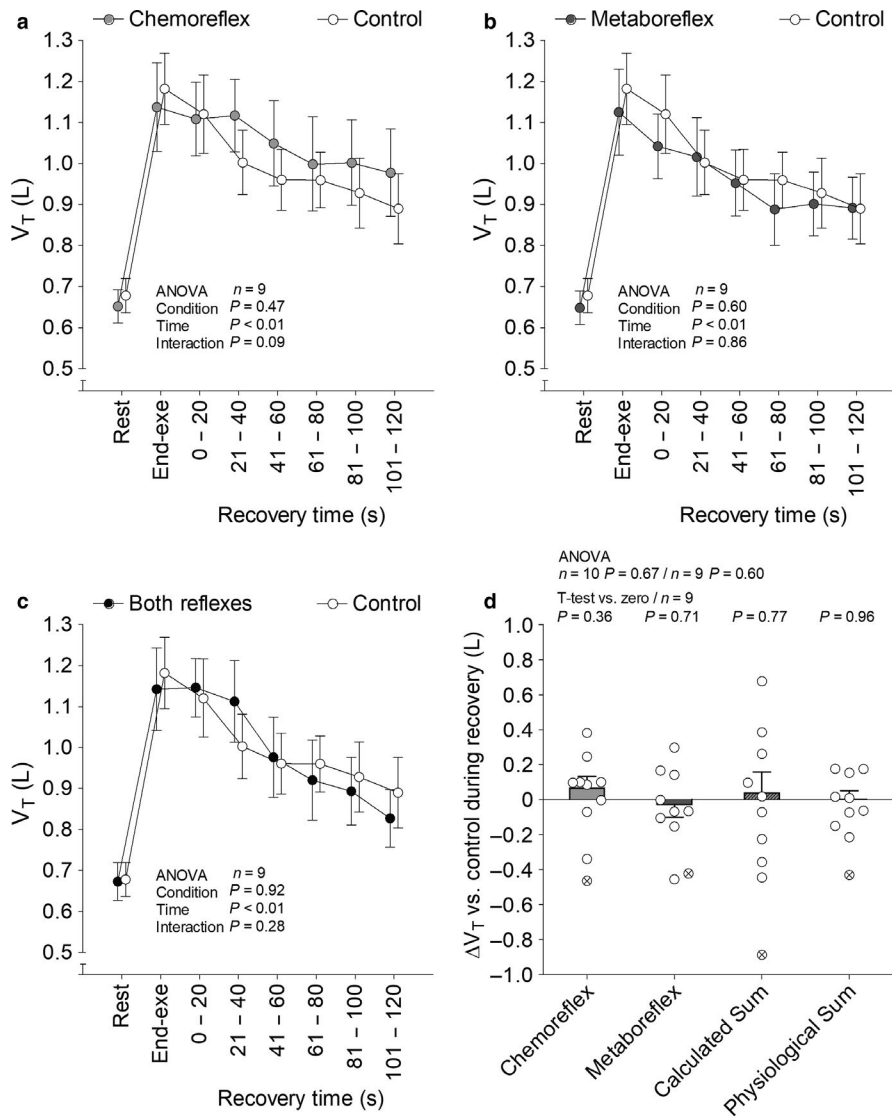 a
Chemoreflex
Control
V_T (L)
1.3
1.2
1.1
1.0
0.9
0.8
0.7
0.6
0.5
ANOVA n = 9
Condition P = 0.47
Time P < 0.01
Interaction P = 0.09
Rest
End-exe
0 – 20
21 – 40
41 – 60
61 – 80
81 – 100
101 – 120
Recovery time (s)
b
Metaboreflex
Control
V_T (L)
1.3
1.2
1.1
1.0
0.9
0.8
0.7
0.6
0.5
ANOVA n = 9
Condition P = 0.60
Time P < 0.01
Interaction P = 0.86
Rest
End-exe
0 – 20
21 – 40
41 – 60
61 – 80
81 – 100
101 – 120
Recovery time (s)
c
Both reflexes
Control
V_T (L)
1.3
1.2
1.1
1.0
0.9
0.8
0.7
0.6
0.5
ANOVA n = 9
Condition P = 0.92
Time P < 0.01
Interaction P = 0.28
Rest
End-exe
0 – 20
21 – 40
41 – 60
61 – 80
81 – 100
101 – 120
Recovery time (s)
ANOVA
n = 10 P = 0.67 / n = 9 P = 0.60
d
T-test vs. zero / n = 9
P = 0.36 P = 0.71 P = 0.77 P = 0.96
ΔV_T vs. control during recovery (L)
1.0
0.8
0.6
0.4
0.2
0
–0.2
–0.4
–0.6
–0.8
–1.0
Chemoreflex
Metaboreflex
Calculated Sum
Physiological Sum